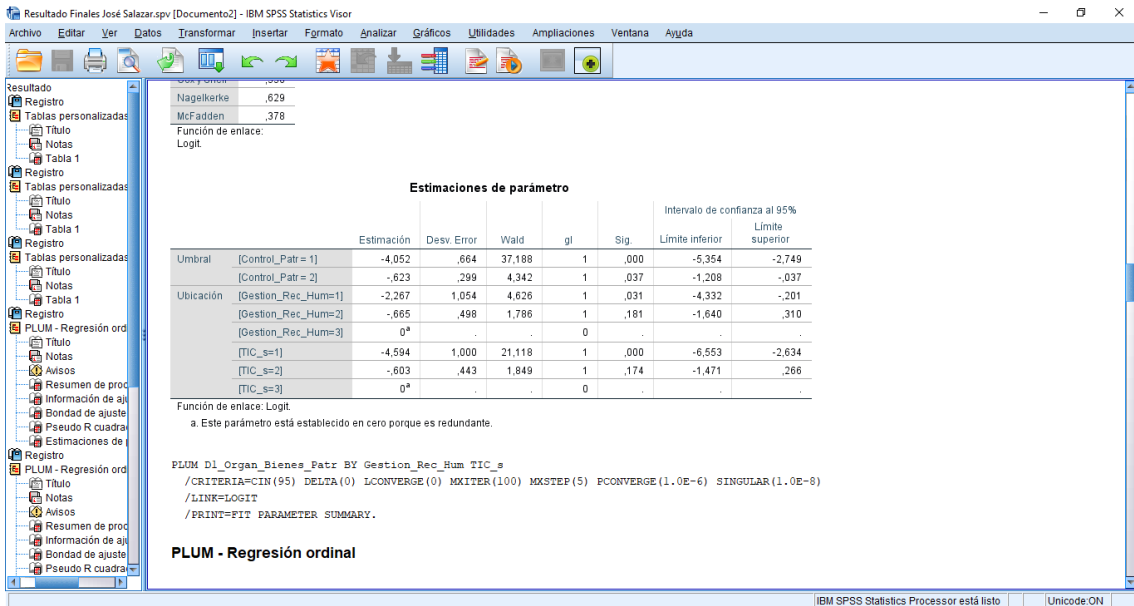 Resultado Finales José Salazar.spv [Documento2] - IBM SPSS Statistics Visor
Archivo Editar Ver Datos Transformar Insertar Formato Analizar Gráficos Utilidades Ampliaciones Ventana Ayuda
Resultado
Registro
Tablas personalizadas
Título
Notas
Tabla 1
Registro
Tablas personalizadas
Título
Notas
Tabla 1
Registro
Tablas personalizadas
Título
Notas
Tabla 1
Registro
PLUM - Regresión ord
Título
Notas
Avisos
Resumen de proc
Información de aju
Bondad de ajuste
Pseudo R cuadra
Estimaciones de p
Registro
PLUM - Regresión ord
Título
Notas
Avisos
Resumen de proc
Información de aju
Bondad de ajuste
Pseudo R cuadra
Nagelkerke ,629
McFadden ,378
Función de enlace:
Logit.
Estimaciones de parámetro
Intervalo de confianza al 95%
Estimación Desv. Error Wald gl Sig. Límite inferior Límite superior
Umbral [Control_Patr = 1] -4,052 ,664 37,188 1 ,000 -5,354 -2,749
[Control_Patr = 2] -,623 ,299 4,342 1 ,037 -1,208 -,037
Ubicación [Gestion_Rec_Hum=1] -2,267 1,054 4,626 1 ,031 -4,332 -,201
[Gestion_Rec_Hum=2] -,665 ,498 1,786 1 ,181 -1,640 ,310
[Gestion_Rec_Hum=3] 0a . . 0 . . .
[TIC_s=1] -4,594 1,000 21,118 1 ,000 -6,553 -2,634
[TIC_s=2] -,603 ,443 1,849 1 ,174 -1,471 ,266
[TIC_s=3] 0a . . 0 . . .
Función de enlace: Logit.
a. Este parámetro está establecido en cero porque es redundante.
PLUM D1_Organ_Bienes_Patr BY Gestion_Rec_Hum TIC_s
/CRITERIA=CIN(95) DELTA(0) LCONVERGE(0) MXITER(100) MXSTEP(5) PCONVERGE(1.0E-6) SINGULAR(1.0E-8)
/LINK=LOGIT
/PRINT=FIT PARAMETER SUMMARY.
PLUM - Regresión ordinal
IBM SPSS Statistics Processor está listo Unicode:ON